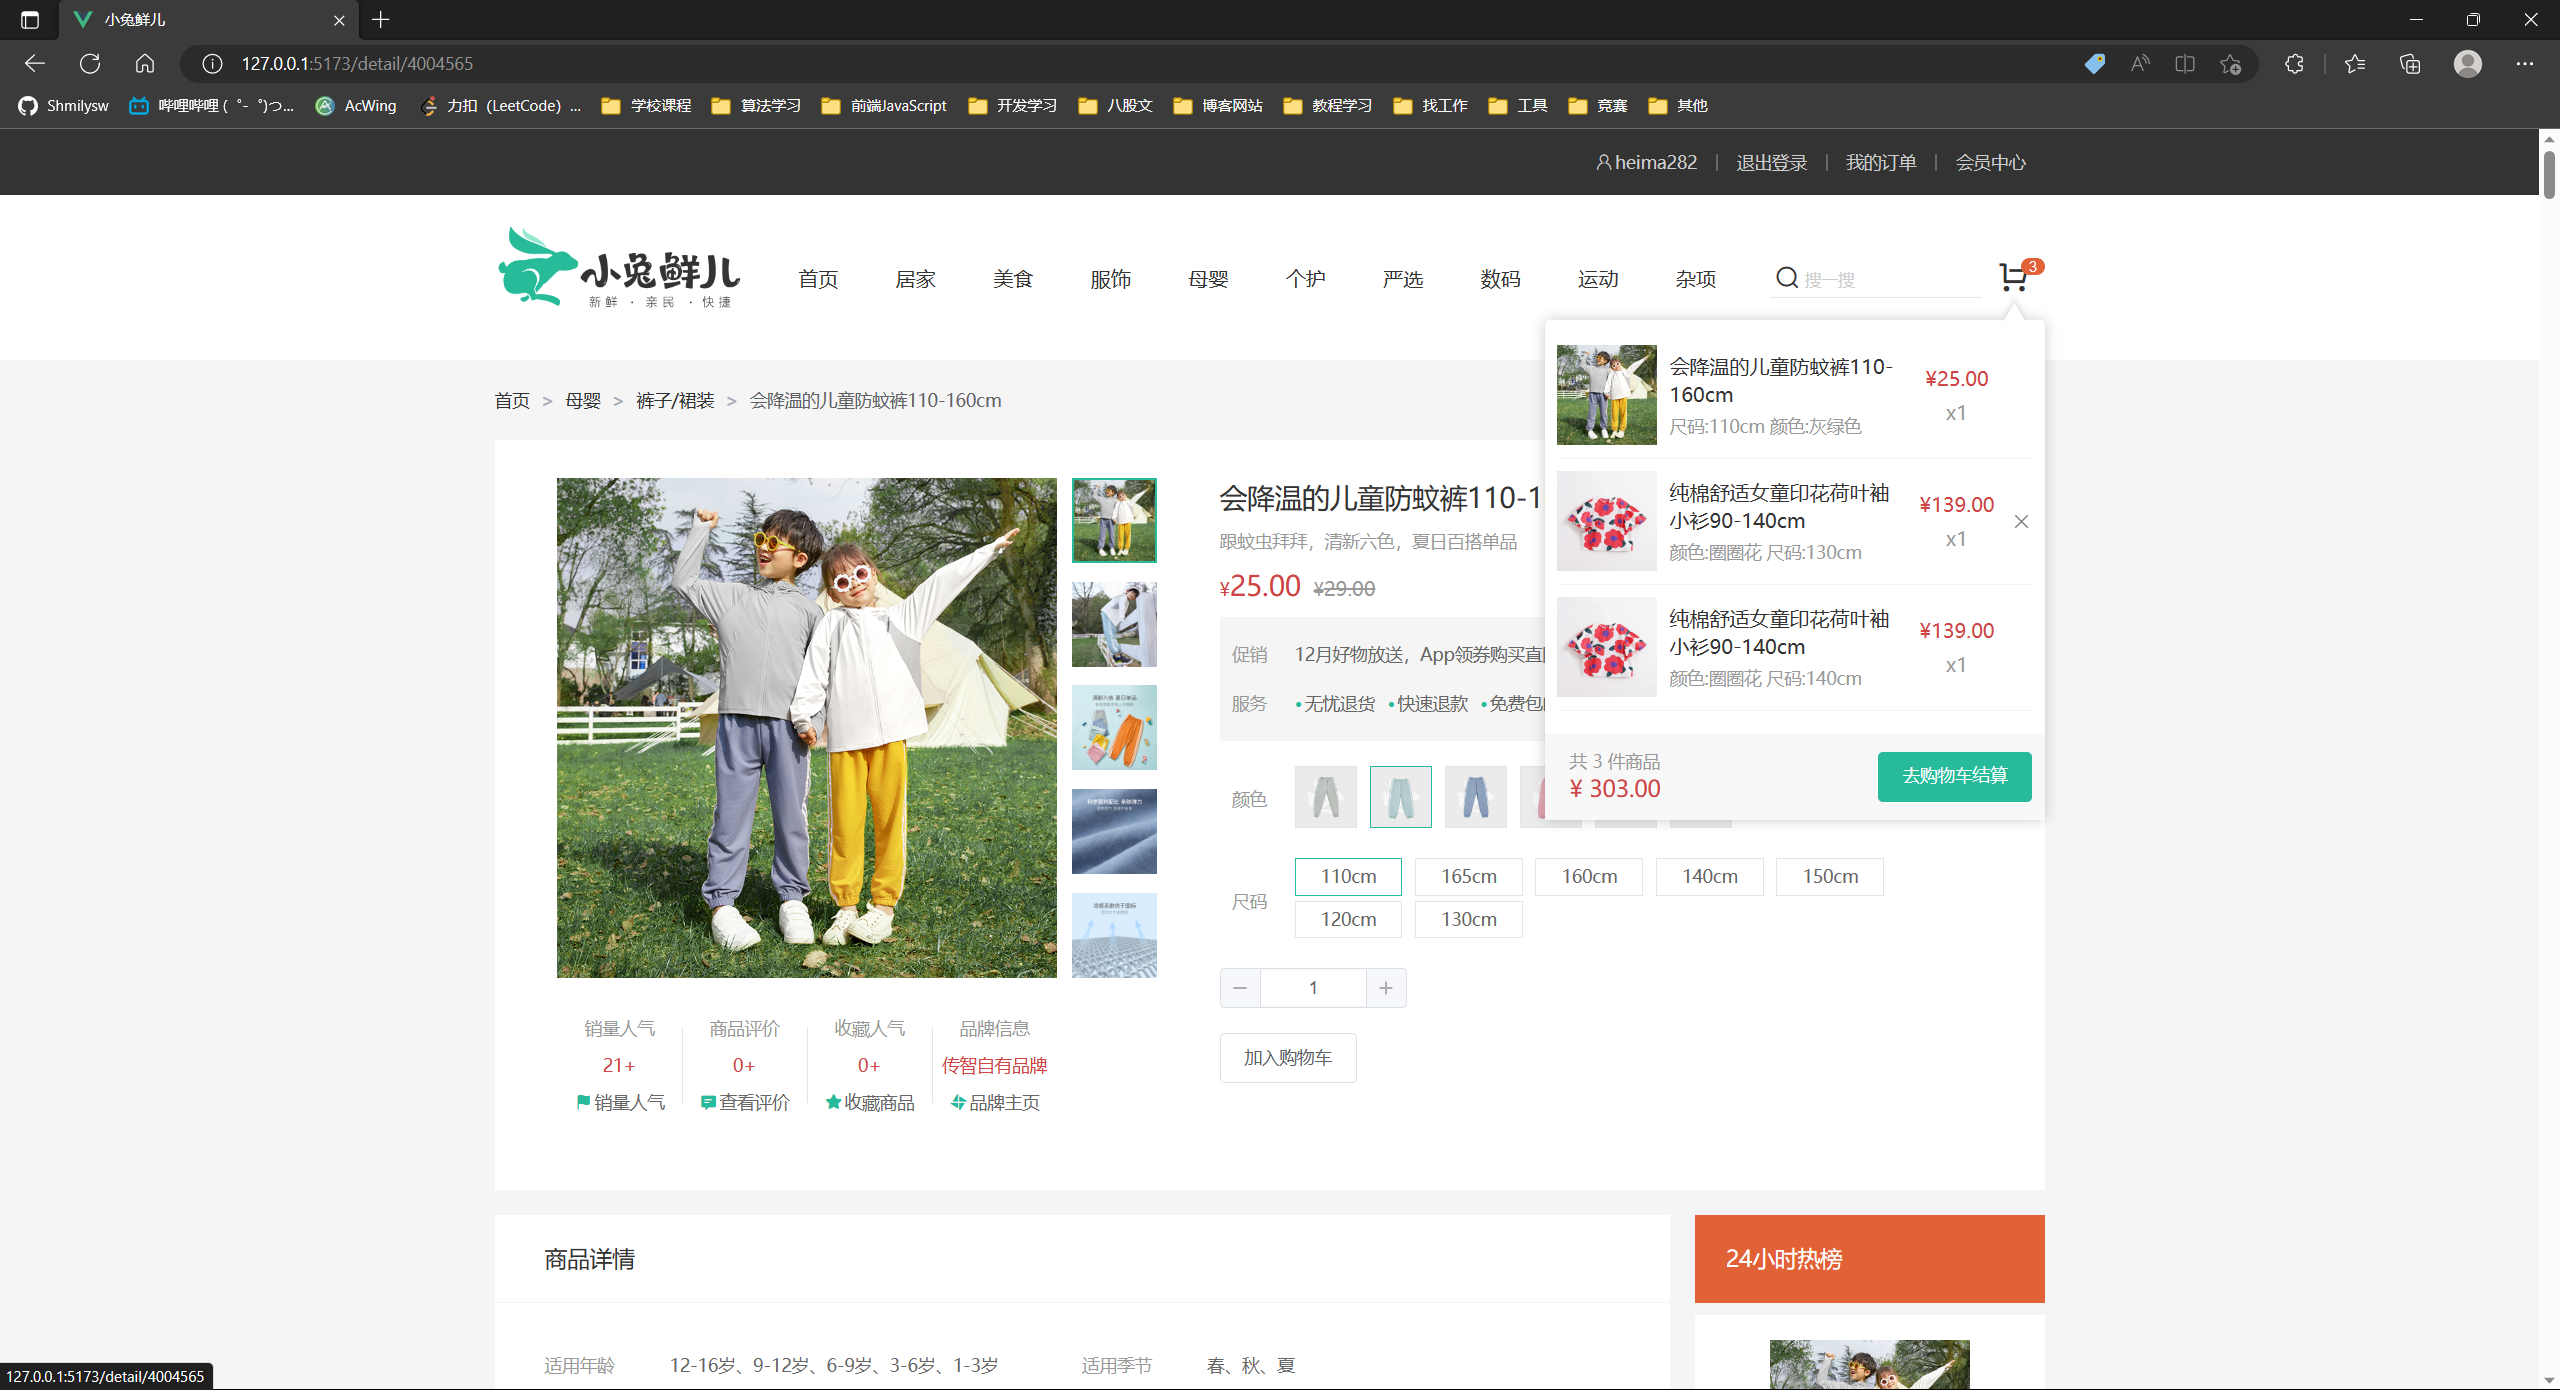 小兔鲜儿
127.0.0.1:5173/detail/4004565
Shmilysw
哔哩哔哩 (゜-゜)つ...
AcWing
力扣（LeetCode）...
学校课程
算法学习
前端JavaScript
开发学习
八股文
博客网站
教程学习
找工作
工具
竞赛
其他
heima282
退出登录
我的订单
会员中心
小兔鲜儿
新鲜 · 亲民 · 快捷
首页
居家
美食
服饰
母婴
个护
严选
数码
运动
杂项
搜一搜
3
会降温的儿童防蚊裤110-
160cm
尺码:110cm 颜色:灰绿色
¥25.00
x1
纯棉舒适女童印花荷叶袖
小衫90-140cm
颜色:圈圈花 尺码:130cm
¥139.00
x1
纯棉舒适女童印花荷叶袖
小衫90-140cm
颜色:圈圈花 尺码:140cm
¥139.00
x1
共 3 件商品
¥ 303.00
去购物车结算
首页 > 母婴 > 裤子/裙装 > 会降温的儿童防蚊裤110-160cm
会降温的儿童防蚊裤110-1
跟蚊虫拜拜，清新六色，夏日百搭单品
¥25.00 ¥29.00
促销 12月好物放送，App领券购买直
服务 •无忧退货 •快速退款 •免费包
颜色
尺码
110cm
165cm
160cm
140cm
150cm
120cm
130cm
1
加入购物车
清新六色 夏日单品
销量人气
21+
销量人气
商品评价
0+
查看评价
收藏人气
0+
收藏商品
品牌信息
传智自有品牌
品牌主页
商品详情
24小时热榜
适用年龄 12-16岁、9-12岁、6-9岁、3-6岁、1-3岁
适用季节 春、秋、夏
127.0.0.1:5173/detail/4004565